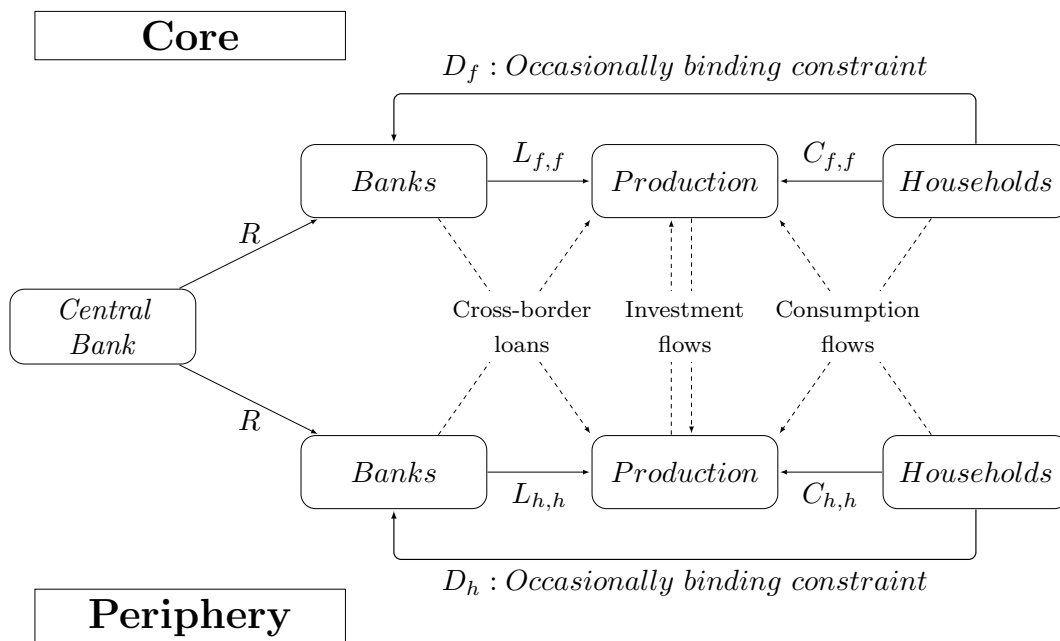 Core
D_f : Occasionally binding constraint
Banks
L_{f,f}
Production
C_{f,f}
Households
R
Central
Bank
Cross-border
loans
Investment
flows
Consumption
flows
R
Banks
L_{h,h}
Production
C_{h,h}
Households
D_h : Occasionally binding constraint
Periphery